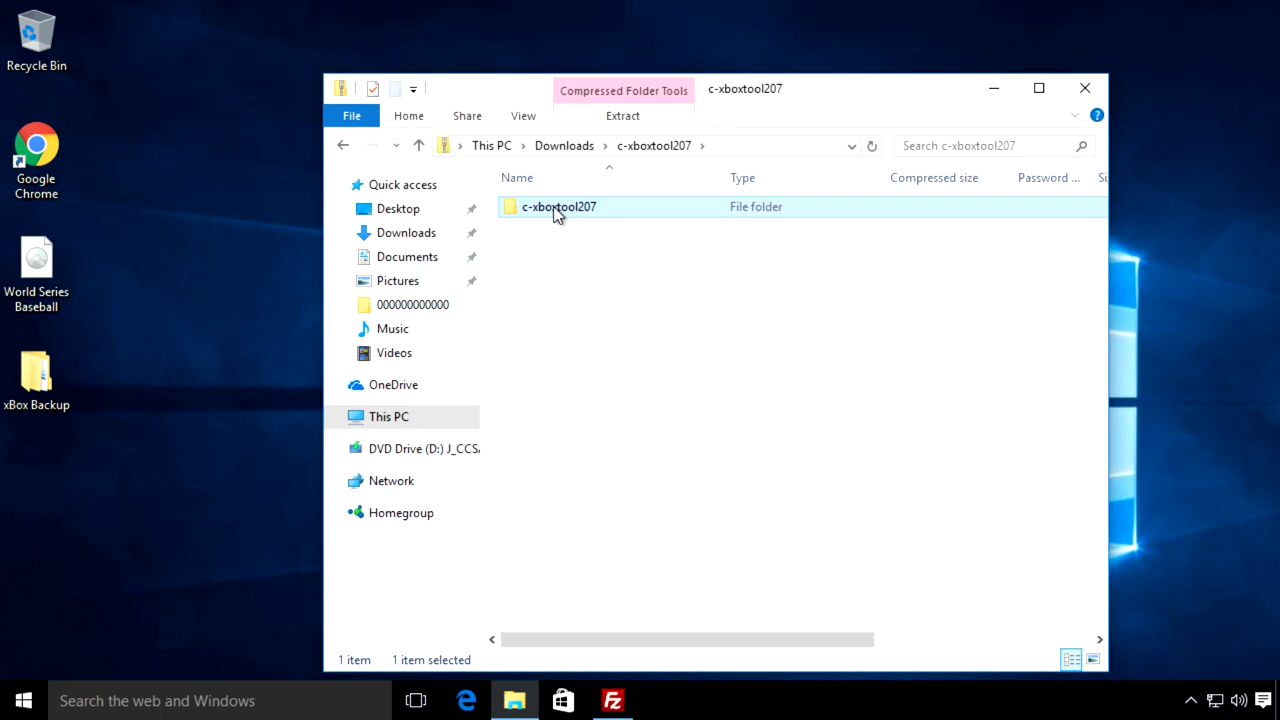 Recycle Bin
Google
Chrome
World Series
Baseball
xBox Backup
Compressed Folder Tools
c-xboxtool207
File
Home
Share
View
Extract
This PC
Downloads
c-xboxtool207
Search c-xboxtool207
Name
Type
Compressed size
Password ...
Si
c-xboxtool207
File folder
Quick access
Desktop
Downloads
Documents
Pictures
000000000000
Music
Videos
OneDrive
This PC
DVD Drive (D:) J_CCSA
Network
Homegroup
1 item
1 item selected
Search the web and Windows